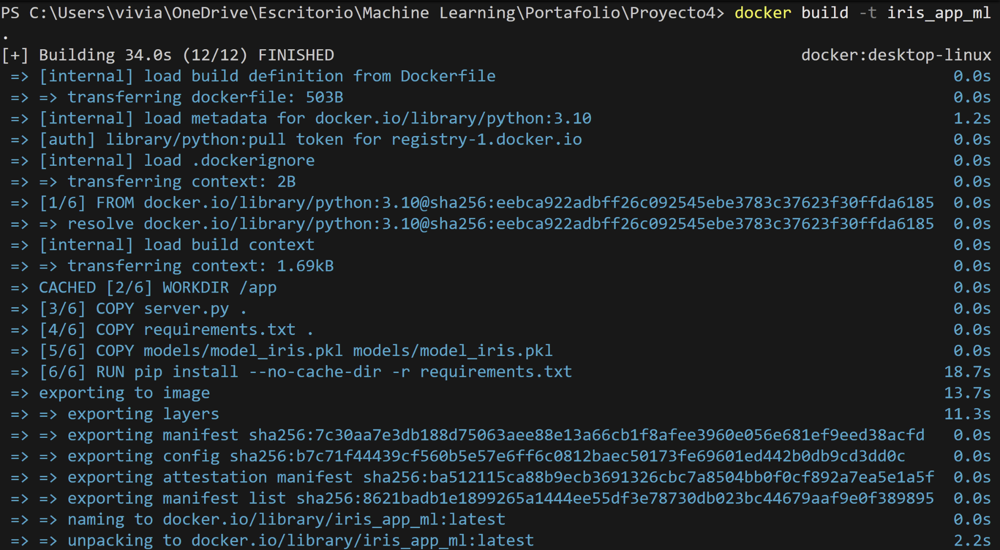 PS C:\Users\vivia\OneDrive\Escritorio\Machine Learning\Portafolio\Proyecto4> docker build -t iris_app_ml
.
[+] Building 34.0s (12/12) FINISHED docker:desktop-linux
=> [internal] load build definition from Dockerfile 0.0s
=> => transferring dockerfile: 503B 0.0s
=> [internal] load metadata for docker.io/library/python:3.10 1.2s
=> [auth] library/python:pull token for registry-1.docker.io 0.0s
=> [internal] load .dockerignore 0.0s
=> => transferring context: 2B 0.0s
=> [1/6] FROM docker.io/library/python:3.10@sha256:eebca922adbff26c092545ebe3783c37623f30ffda6185 0.0s
=> => resolve docker.io/library/python:3.10@sha256:eebca922adbff26c092545ebe3783c37623f30ffda6185 0.0s
=> [internal] load build context 0.0s
=> => transferring context: 1.69kB 0.0s
=> CACHED [2/6] WORKDIR /app 0.0s
=> [3/6] COPY server.py . 0.0s
=> [4/6] COPY requirements.txt . 0.0s
=> [5/6] COPY models/model_iris.pkl models/model_iris.pkl 0.0s
=> [6/6] RUN pip install --no-cache-dir -r requirements.txt 18.7s
=> exporting to image 13.7s
=> => exporting layers 11.3s
=> => exporting manifest sha256:7c30aa7e3db188d75063aee88e13a66cb1f8afee3960e056e681ef9eed38acfd 0.0s
=> => exporting config sha256:b7c71f44439cf560b5e57e6ff6c0812baec50173fe69601ed442b0db9cd3dd0c 0.0s
=> => exporting attestation manifest sha256:ba512115ca88b9ecb3691326cbc7a8504bb0f0cf892a7ea5e1a5f 0.0s
=> => exporting manifest list sha256:8621badb1e1899265a1444ee55df3e78730db023bc44679aaf9e0f389895 0.0s
=> => naming to docker.io/library/iris_app_ml:latest 0.0s
=> => unpacking to docker.io/library/iris_app_ml:latest 2.2s